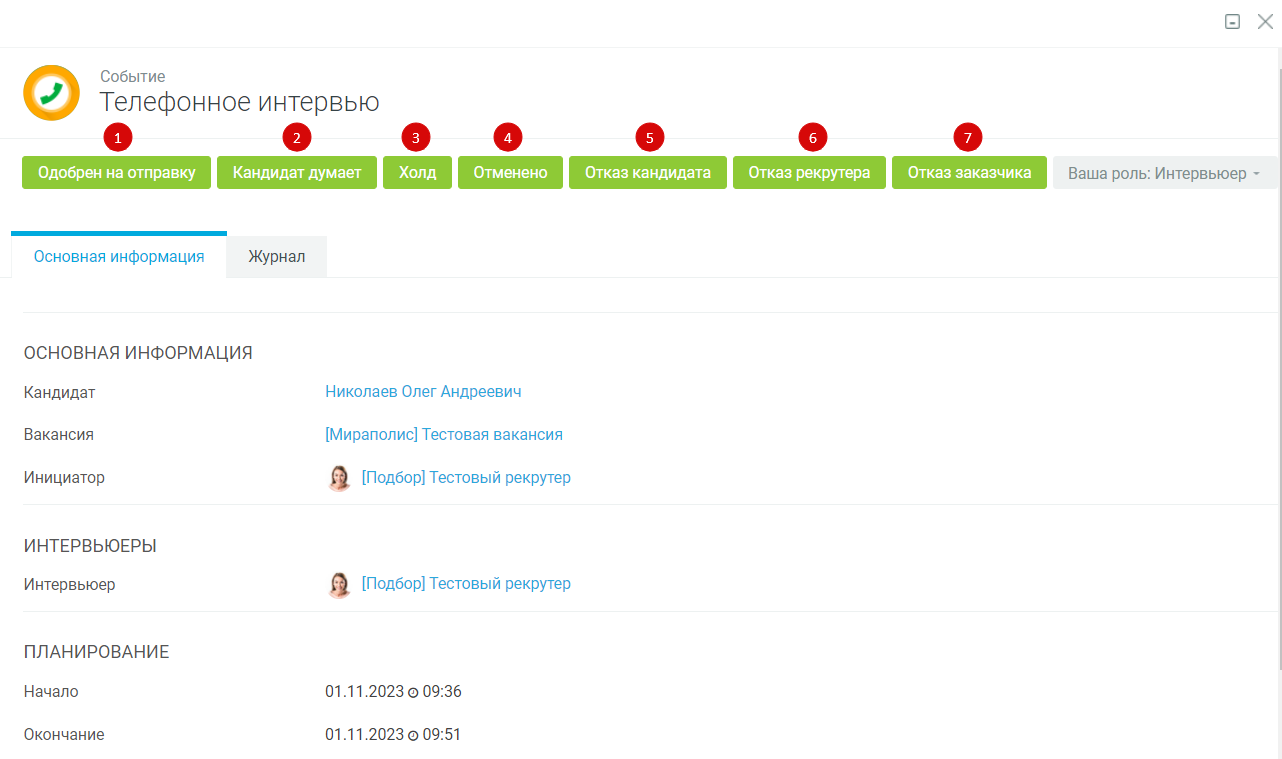 Событие
Телефонное интервью
1 2 3 4 5 6 7
Одобрен на отправку Кандидат думает Холд Отменено Отказ кандидата Отказ рекрутера Отказ заказчика Ваша роль: Интервьюер
Основная информация Журнал
ОСНОВНАЯ ИНФОРМАЦИЯ
Кандидат Николаев Олег Андреевич
Вакансия [Мираполис] Тестовая вакансия
Инициатор [Подбор] Тестовый рекрутер
ИНТЕРВЬЮЕРЫ
Интервьюер [Подбор] Тестовый рекрутер
ПЛАНИРОВАНИЕ
Начало 01.11.2023 09:36
Окончание 01.11.2023 09:51